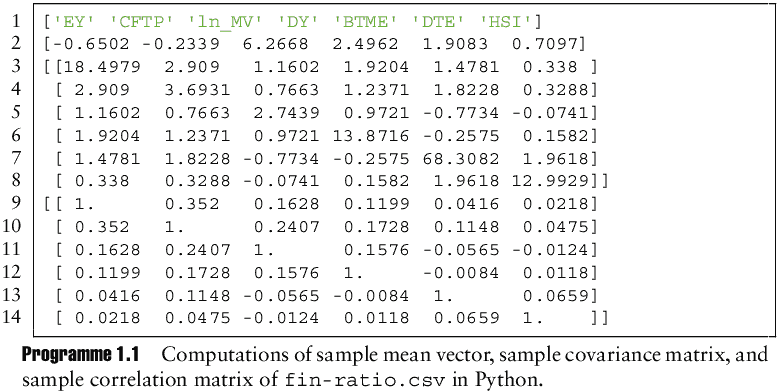 1 ['EY' 'CFTP' 'ln_MV' 'DY' 'BTME' 'DTE' 'HSI']
2 [-0.6502 -0.2339 6.2668 2.4962 1.9083 0.7097]
3 [[18.4979 2.909 1.1602 1.9204 1.4781 0.338 ]
4 [ 2.909 3.6931 0.7663 1.2371 1.8228 0.3288]
5 [ 1.1602 0.7663 2.7439 0.9721 -0.7734 -0.0741]
6 [ 1.9204 1.2371 0.9721 13.8716 -0.2575 0.1582]
7 [ 1.4781 1.8228 -0.7734 -0.2575 68.3082 1.9618]
8 [ 0.338 0.3288 -0.0741 0.1582 1.9618 12.9929]]
9 [[ 1. 0.352 0.1628 0.1199 0.0416 0.0218]
10 [ 0.352 1. 0.2407 0.1728 0.1148 0.0475]
11 [ 0.1628 0.2407 1. 0.1576 -0.0565 -0.0124]
12 [ 0.1199 0.1728 0.1576 1. -0.0084 0.0118]
13 [ 0.0416 0.1148 -0.0565 -0.0084 1. 0.0659]
14 [ 0.0218 0.0475 -0.0124 0.0118 0.0659 1. ]]
Programme 1.1 Computations of sample mean vector, sample covariance matrix, and
sample correlation matrix of fin-ratio.csv in Python.